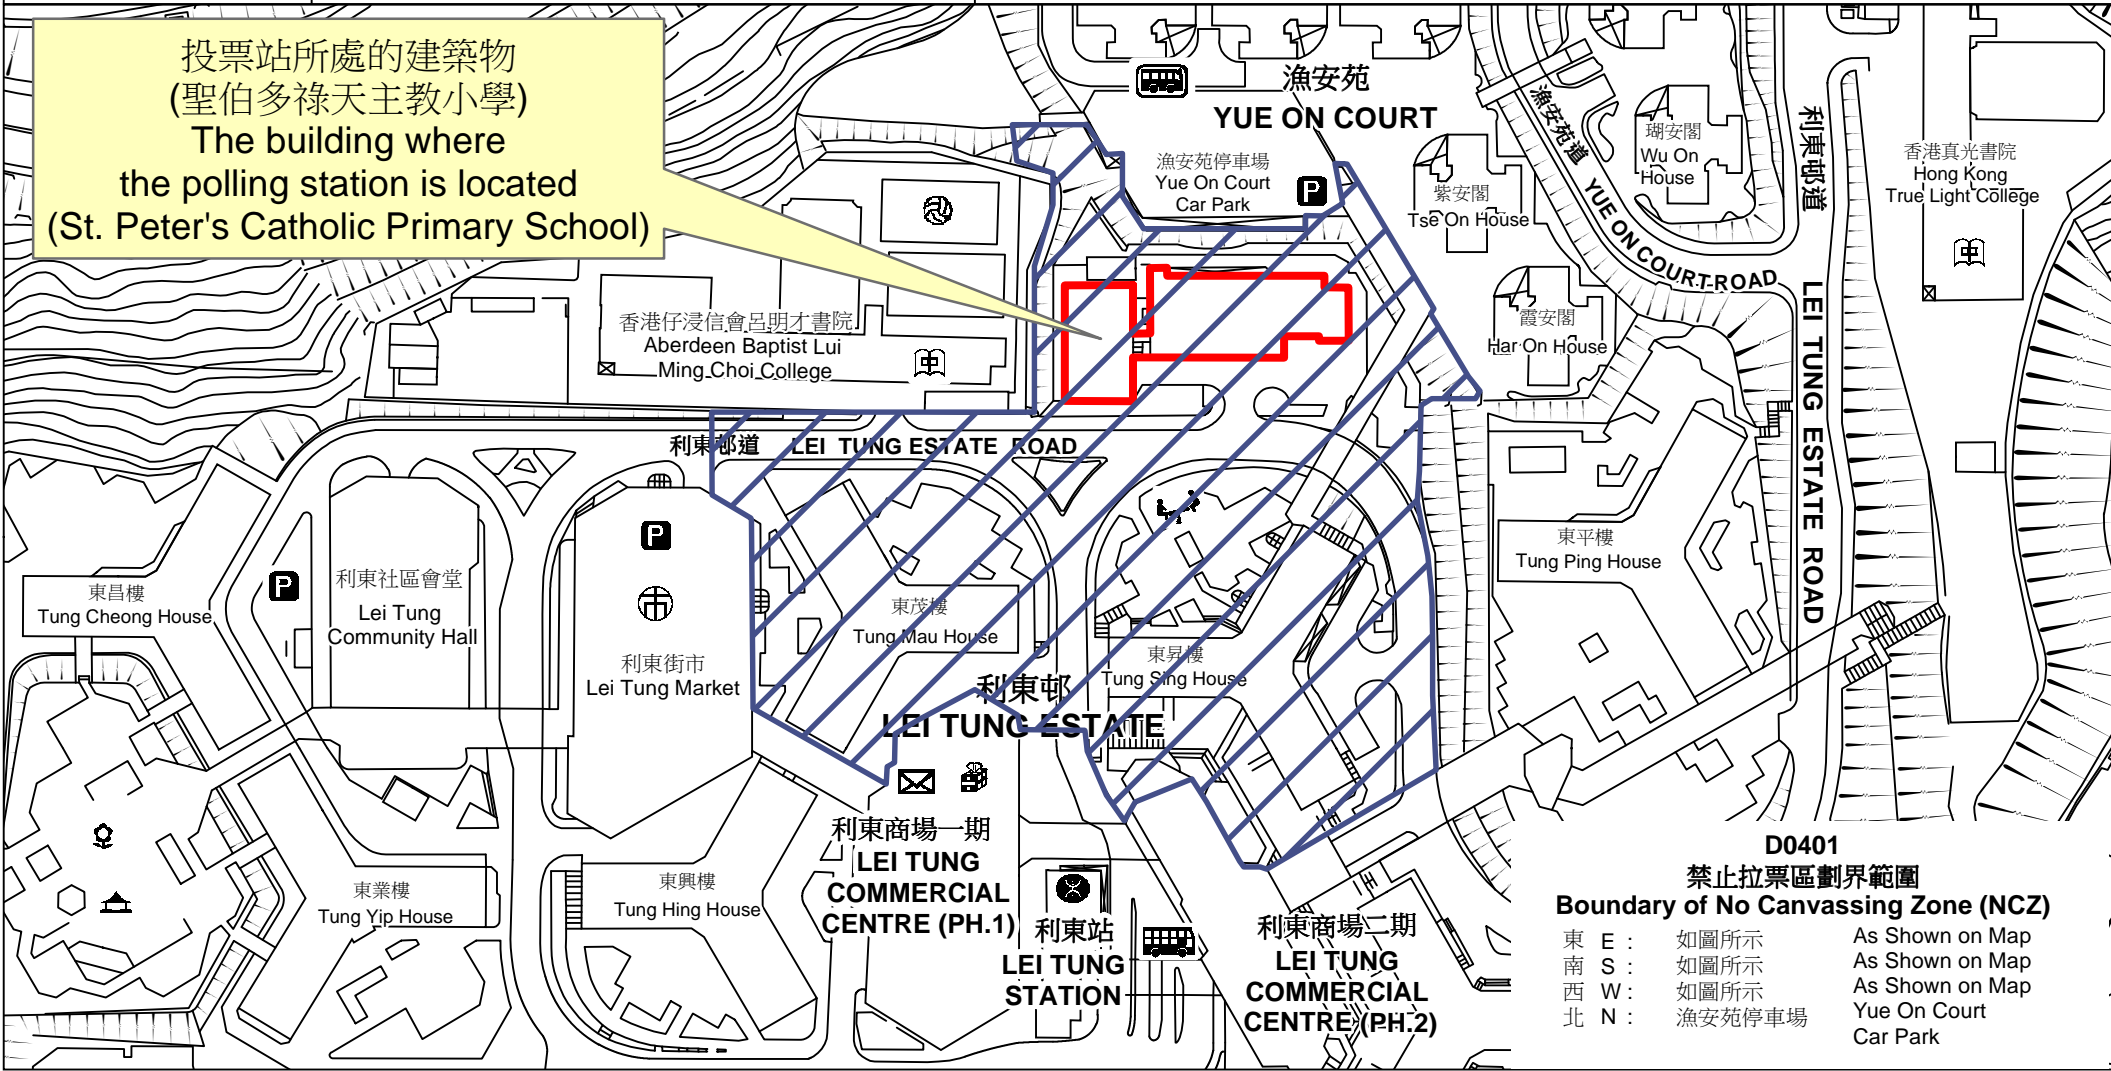 投票站所處的建築物
(聖伯多祿天主教小學)
The building where
the polling station is located
(St. Peter's Catholic Primary School)
漁安苑
YUE ON COURT
漁安苑停車場
Yue On Court
Car Park
P
紫安閣
Tse On House
漁安苑道 YUE ON COURT ROAD
瑚安閣
Wu On
House
利東邨道 LEI TUNG ESTATE ROAD
香港真光書院
Hong Kong
True Light College
中
霞安閣
Har On House
香港仔浸信會呂明才書院
Aberdeen Baptist Lui
Ming Choi College
中
利東邨道 LEI TUNG ESTATE ROAD
P
東昌樓
Tung Cheong House
P
利東社區會堂
Lei Tung
Community Hall
市
利東街市
Lei Tung Market
東茂樓
Tung Mau House
東昇樓
Tung Sing House
東平樓
Tung Ping House
利東邨
LEI TUNG ESTATE
利東商場一期
LEI TUNG
COMMERCIAL
CENTRE (PH.1)
東業樓
Tung Yip House
東興樓
Tung Hing House
利東站
LEI TUNG
STATION
利東商場二期
LEI TUNG
COMMERCIAL
CENTRE (PH.2)
D0401
禁止拉票區劃界範圍
Boundary of No Canvassing Zone (NCZ)
東 E : 如圖所示 As Shown on Map
南 S : 如圖所示 As Shown on Map
西 W : 如圖所示 As Shown on Map
北 N : 漁安苑停車場 Yue On Court
Car Park